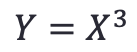 Y = X³